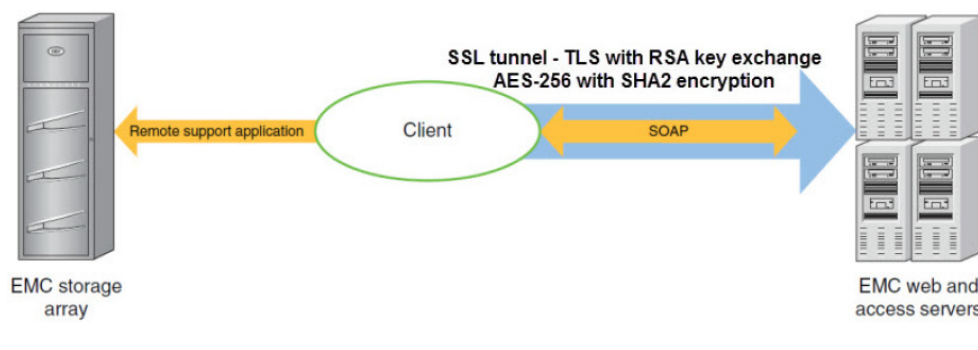 SSL tunnel - TLS with RSA key exchange
AES-256 with SHA2 encryption
Remote support application
Client
SOAP
EMC storage
array
EMC web and
access servers